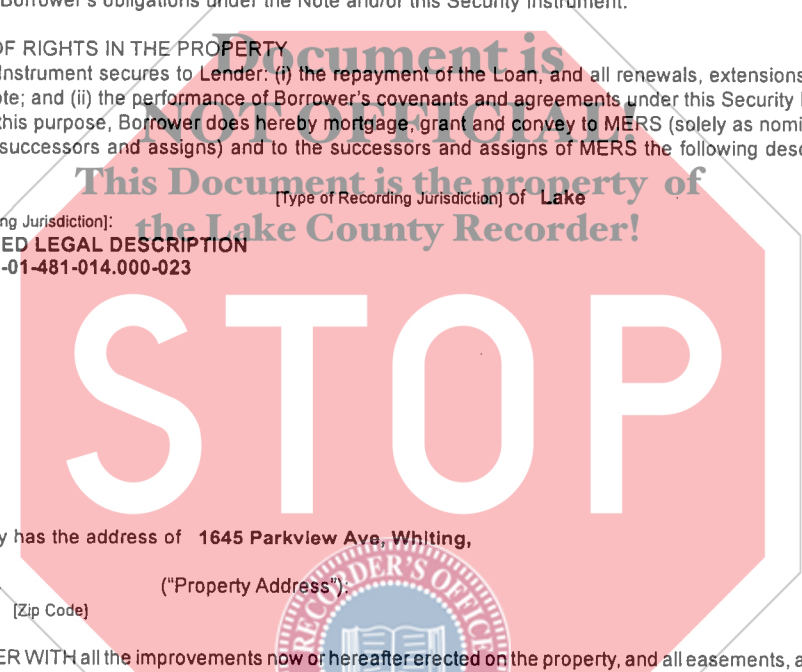 Borrower's obligations under the Note and/or this Security Instrument.
OF RIGHTS IN THE PROPERTY
Document is
Instrument secures to Lender: (i) the repayment of the Loan, and all renewals, extensions
ote; and (ii) the performance of Borrower's covenants and agreements under this Security
NOT OFFICIAL!
this purpose, Borrower does hereby mortgage, grant and convey to MERS (solely as nomi
successors and assigns) and to the successors and assigns of MERS the following desc
This Document is the property of
[Type of Recording Jurisdiction] of Lake
ng Jurisdiction]:
the Lake County Recorder!
ED LEGAL DESCRIPTION
-01-481-014.000-023
STOP
y has the address of 1645 Parkview Ave, Whiting,
RECORDER'S OFFIC
("Property Address"):
[Zip Code]
ER WITH all the improvements now or hereafter erected on the property, and all easements, a